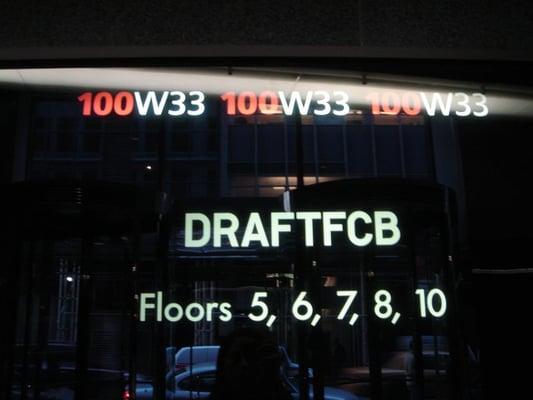 100W33 100W33 100W33
DRAFTFCB
Floors 5, 6, 7, 8, 10